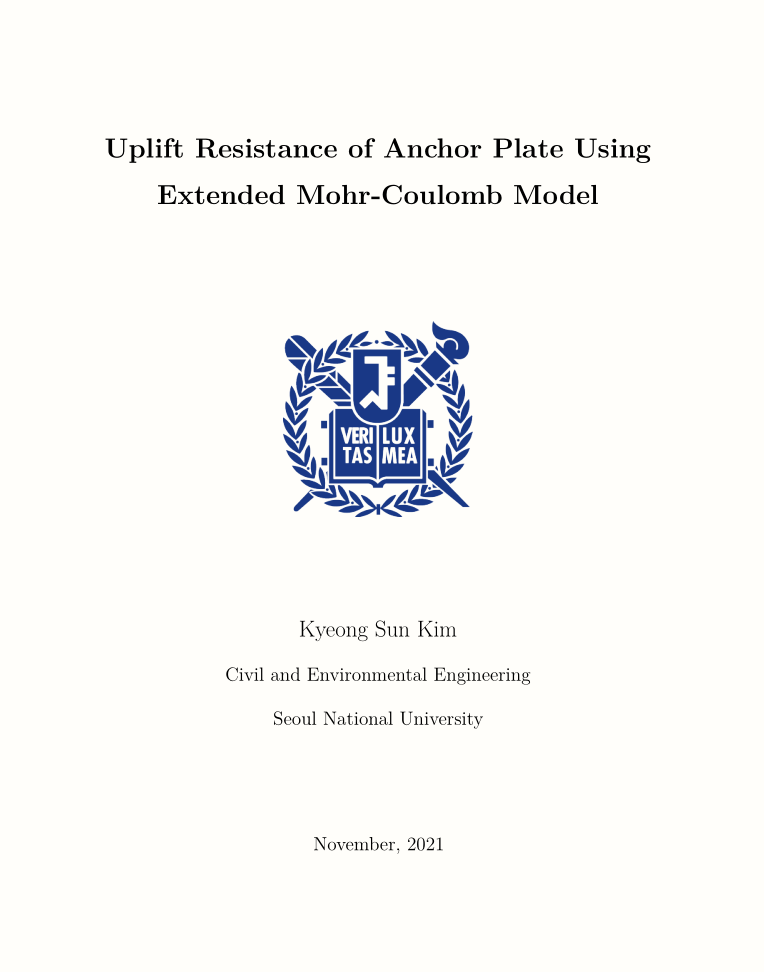 Uplift Resistance of Anchor Plate Using
Extended Mohr-Coulomb Model
VERI LUX
TAS MEA
Kyeong Sun Kim
Civil and Environmental Engineering
Seoul National University
November, 2021